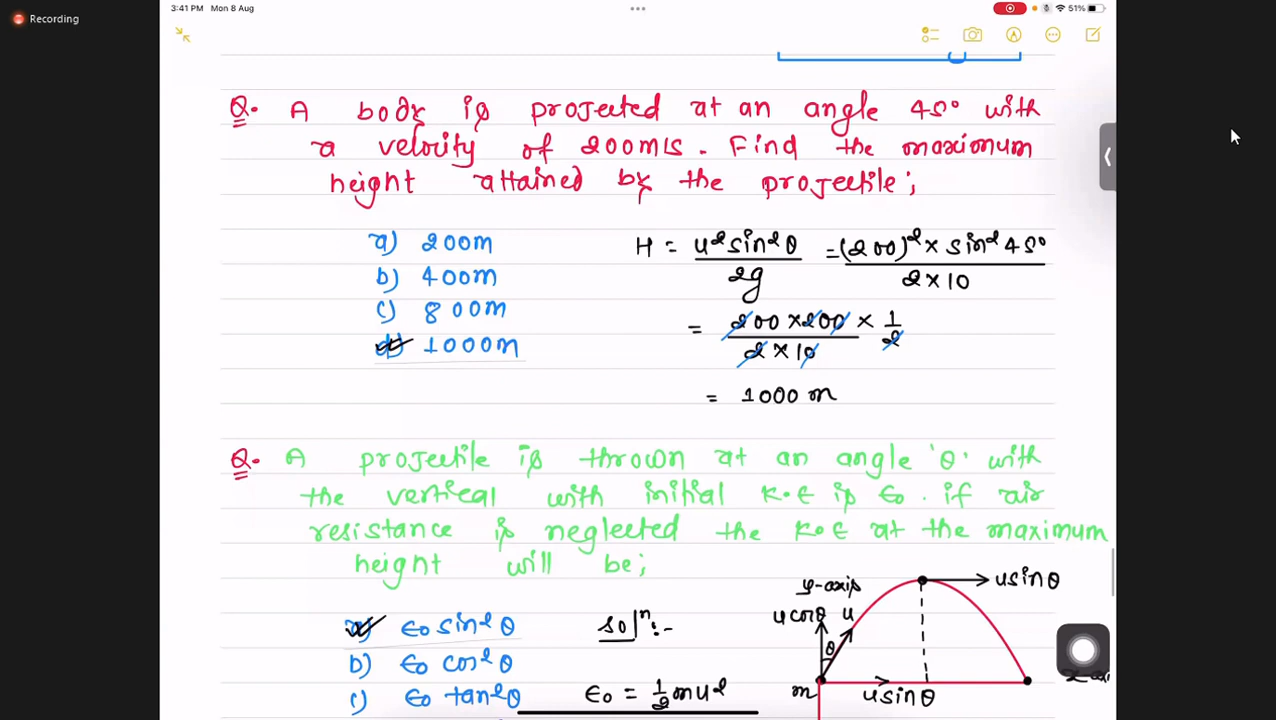 Recording
3:41 PM Mon 8 Aug
51%
Q. A body is projected at an angle 45° with
a velocity of 200m/s. Find the maximum
height attained by the projectile;
a) 200m
b) 400m
c) 800m
d) 1000m
H = u²sin²θ / 2g = (200)² × sin²45° / 2×10
= 200×200 / 2×10 × 1/2
= 1000 m
Q. A projectile is thrown at an angle 'θ' with
the vertical with initial K.E is E0. if air
resistance is neglected the K.E at the maximum
height will be;
a) E0 sin²θ
b) E0 cos²θ
c) E0 tan²θ
solⁿ:-
E0 = 1/2 mu²
y-axis
usinθ
ucosθ
u
θ
m
usinθ